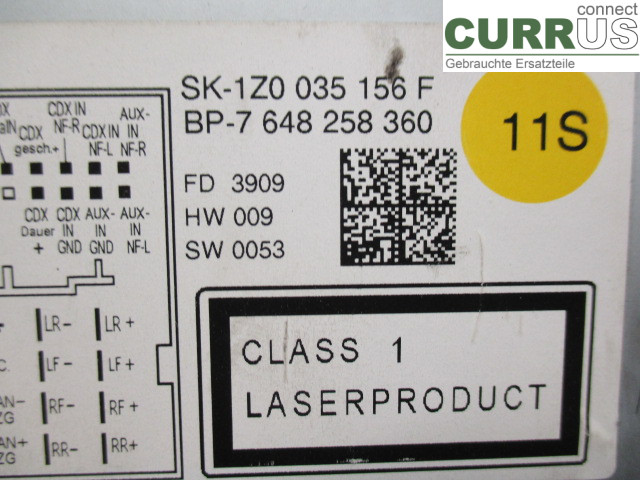 connect
CURRUS
Gebrauchte Ersatzteile
SK-1Z0 035 156 F
BP-7 648 258 360
11S
FD 3909
HW 009
SW 0053
CDX IN AUX-
CDX NF-R CDX IN IN
gesch.+ NF-L NF-R
CDX CDX AUX- AUX-
Dauer IN IN IN
+ GND GND NF-L
LR- LR+
LF- LF+
RF- RF+
RR- RR+
CLASS 1
LASERPRODUCT